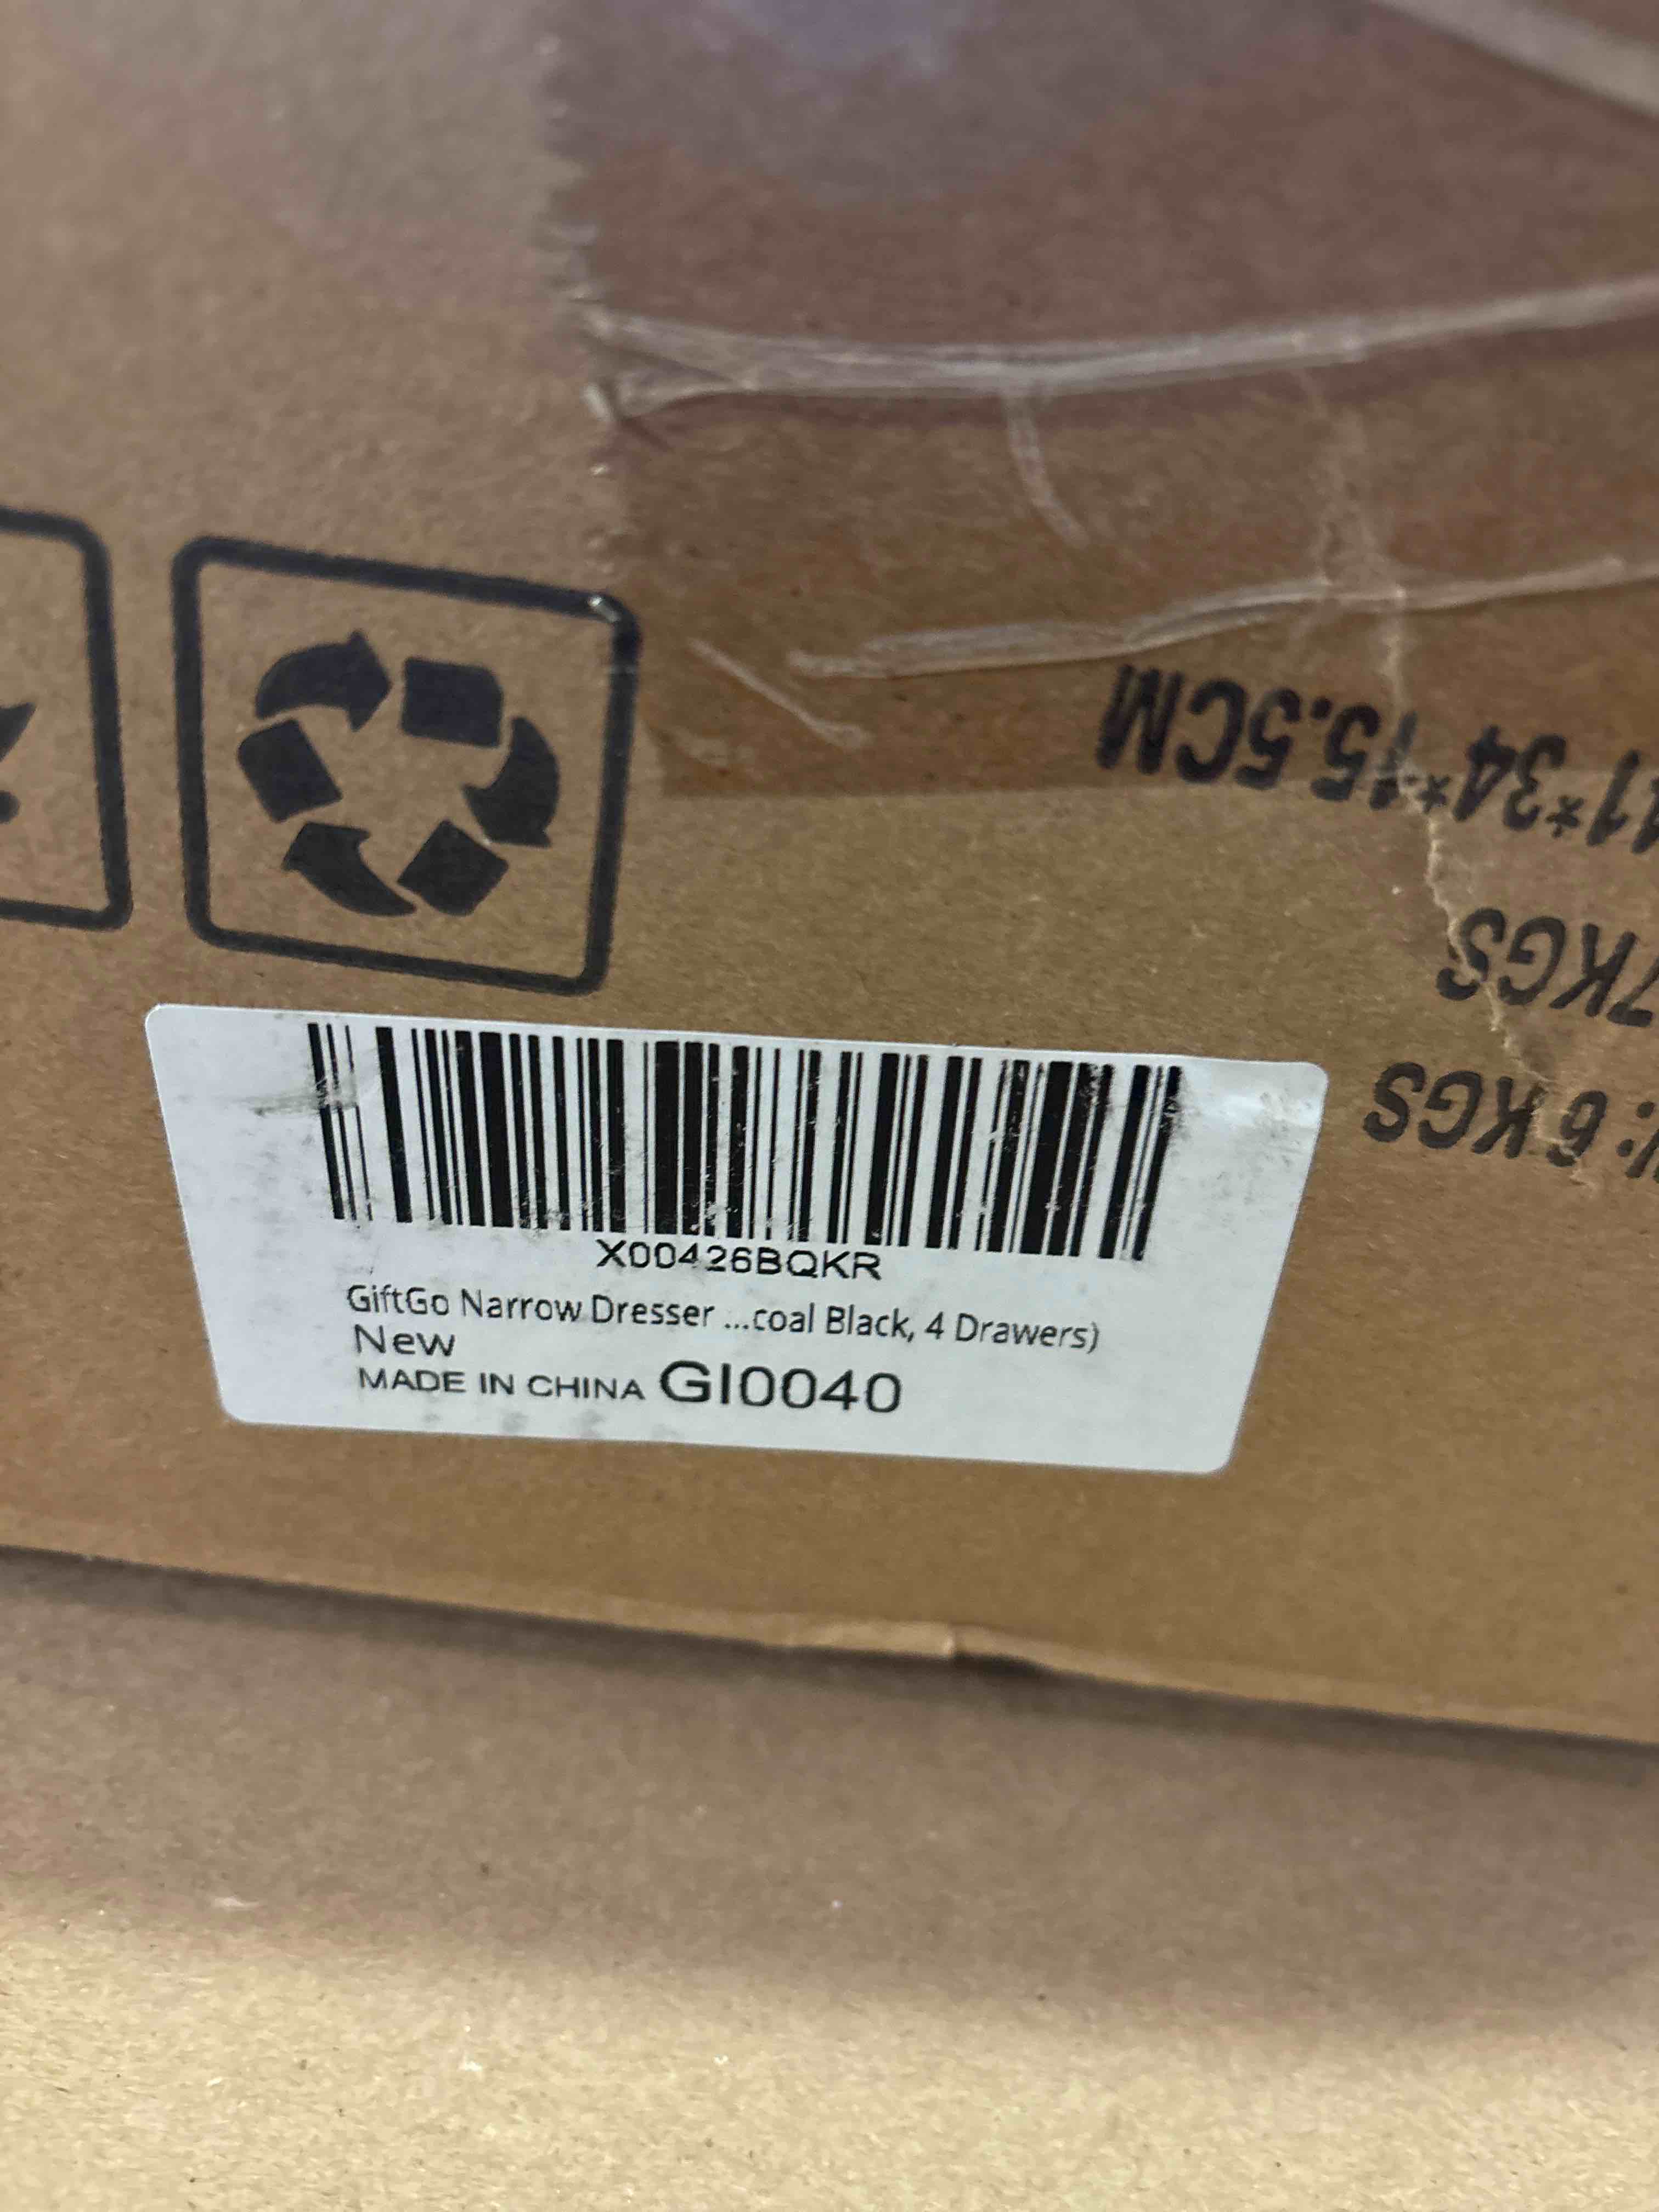 X00426BQKR
GiftGo Narrow Dresser ...coal Black, 4 Drawers)
New
MADE IN CHINA GI0040
6 KGS
7KGS
34*15.5CM